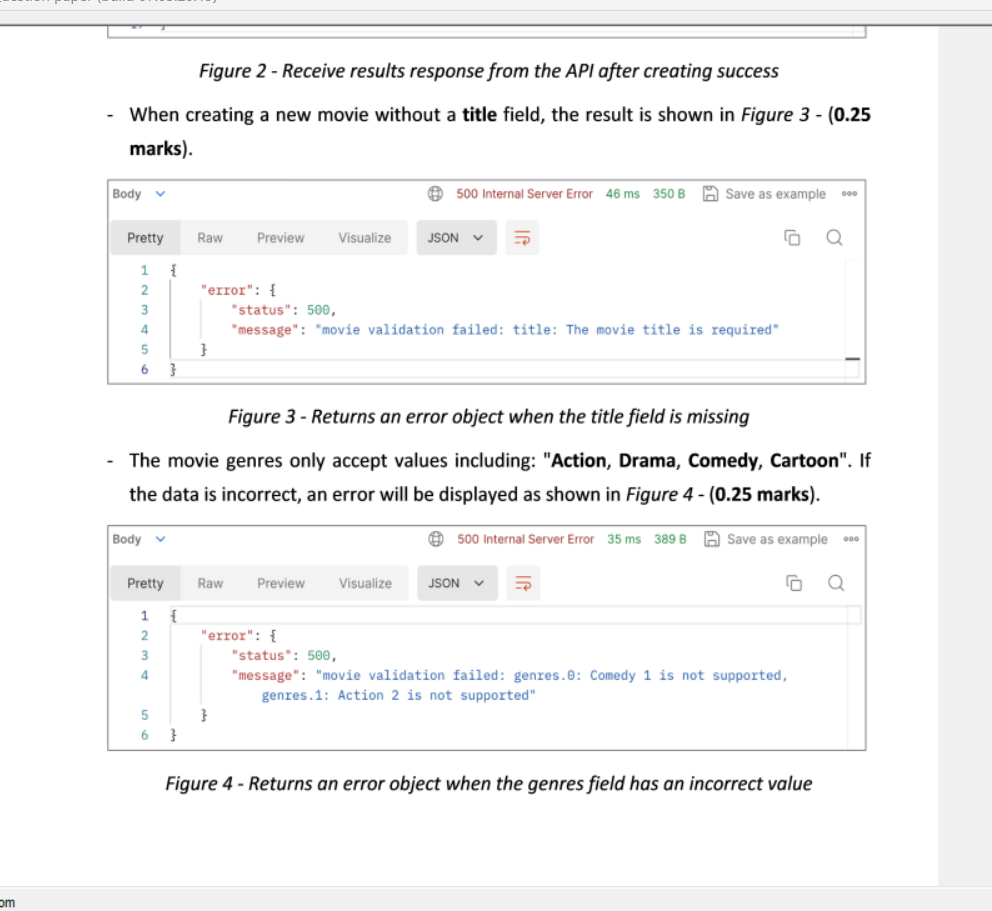 Figure 2 - Receive results response from the API after creating success
- When creating a new movie without a title field, the result is shown in Figure 3 - (0.25
marks).
Body 500 Internal Server Error 46 ms 350 B Save as example
Pretty Raw Preview Visualize JSON
1 {
2 "error": {
3 "status": 500,
4 "message": "movie validation failed: title: The movie title is required"
5 }
6 }
Figure 3 - Returns an error object when the title field is missing
- The movie genres only accept values including: "Action, Drama, Comedy, Cartoon". If
the data is incorrect, an error will be displayed as shown in Figure 4 - (0.25 marks).
Body 500 Internal Server Error 35 ms 389 B Save as example
Pretty Raw Preview Visualize JSON
1 {
2 "error": {
3 "status": 500,
4 "message": "movie validation failed: genres.0: Comedy 1 is not supported,
genres.1: Action 2 is not supported"
5 }
6 }
Figure 4 - Returns an error object when the genres field has an incorrect value
om